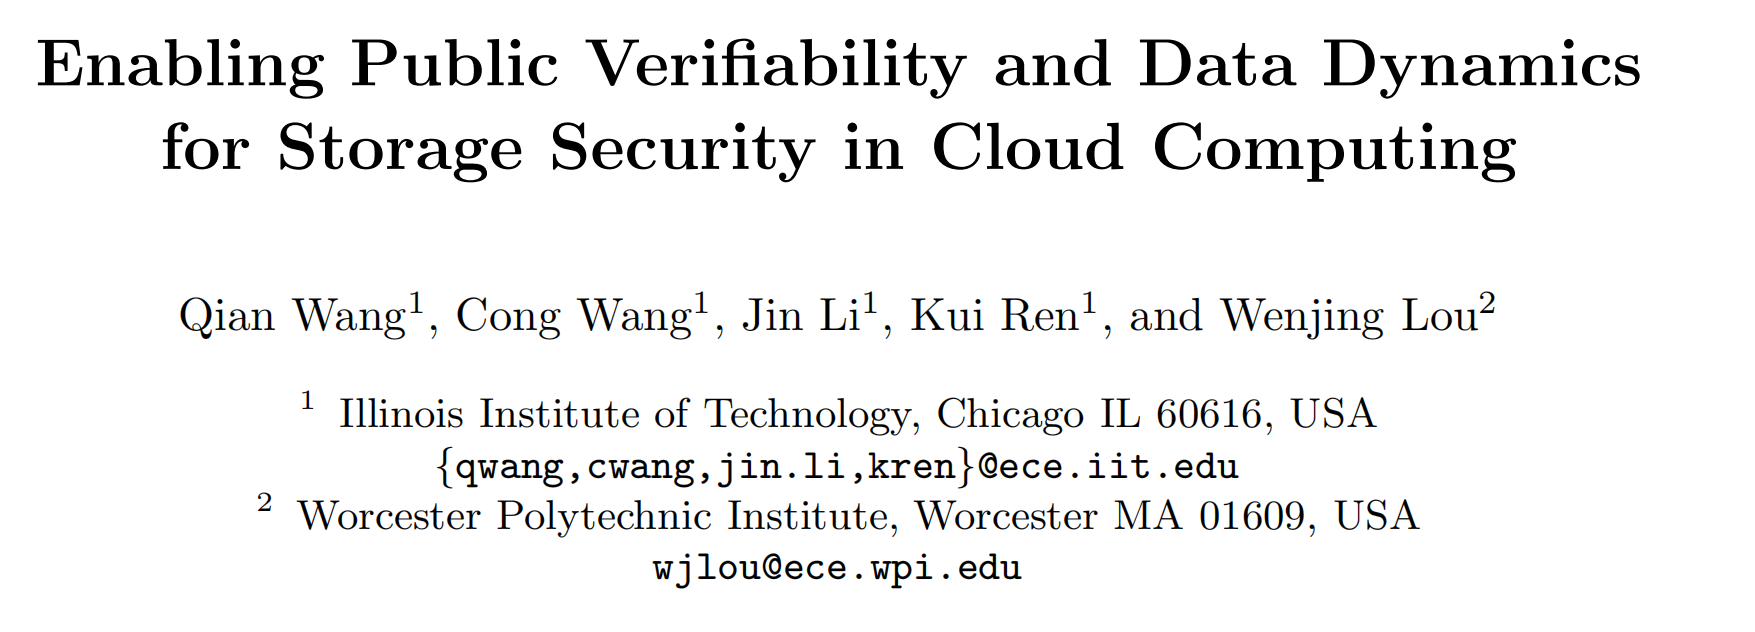 Enabling Public Verifiability and Data Dynamics
for Storage Security in Cloud Computing
Qian Wang¹, Cong Wang¹, Jin Li¹, Kui Ren¹, and Wenjing Lou²
¹ Illinois Institute of Technology, Chicago IL 60616, USA
{qwang,cwang,jin.li,kren}@ece.iit.edu
² Worcester Polytechnic Institute, Worcester MA 01609, USA
wjlou@ece.wpi.edu